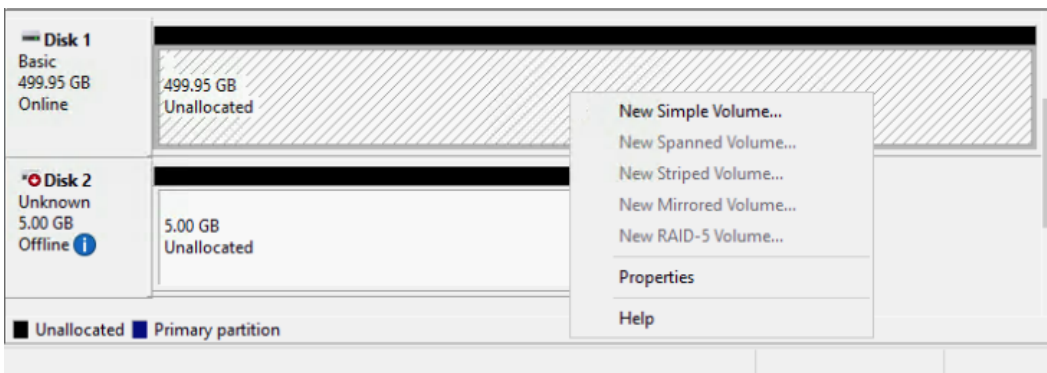 Disk 1
Basic
499.95 GB
Online
499.95 GB
Unallocated
New Simple Volume...
New Spanned Volume...
New Striped Volume...
New Mirrored Volume...
New RAID-5 Volume...
Properties
Help
Disk 2
Unknown
5.00 GB
Offline
5.00 GB
Unallocated
Unallocated Primary partition